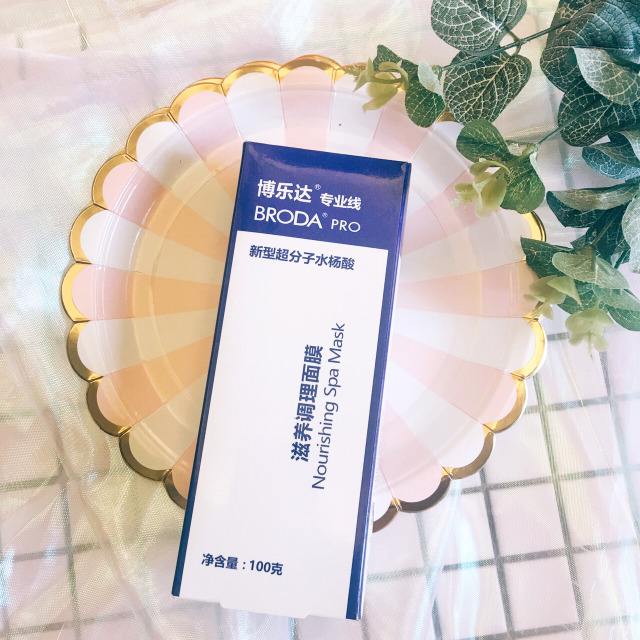 博乐达® 专业线
BRODA® PRO
新型超分子水杨酸
滋养调理面膜
Nourishing Spa Mask
净含量：100克